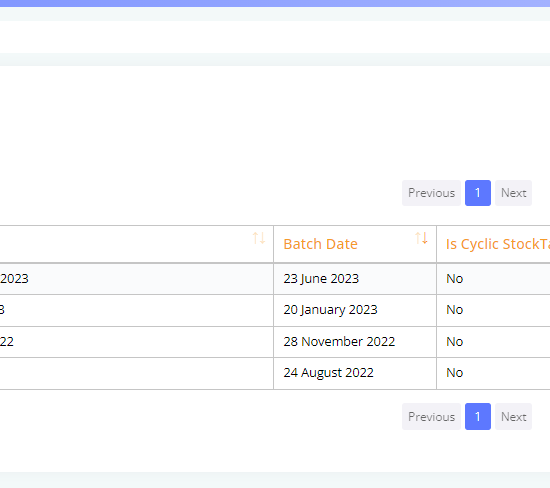 Previous 1 Next
Batch Date Is Cyclic StockTa
2023 23 June 2023 No
3 20 January 2023 No
22 28 November 2022 No
24 August 2022 No
Previous 1 Next